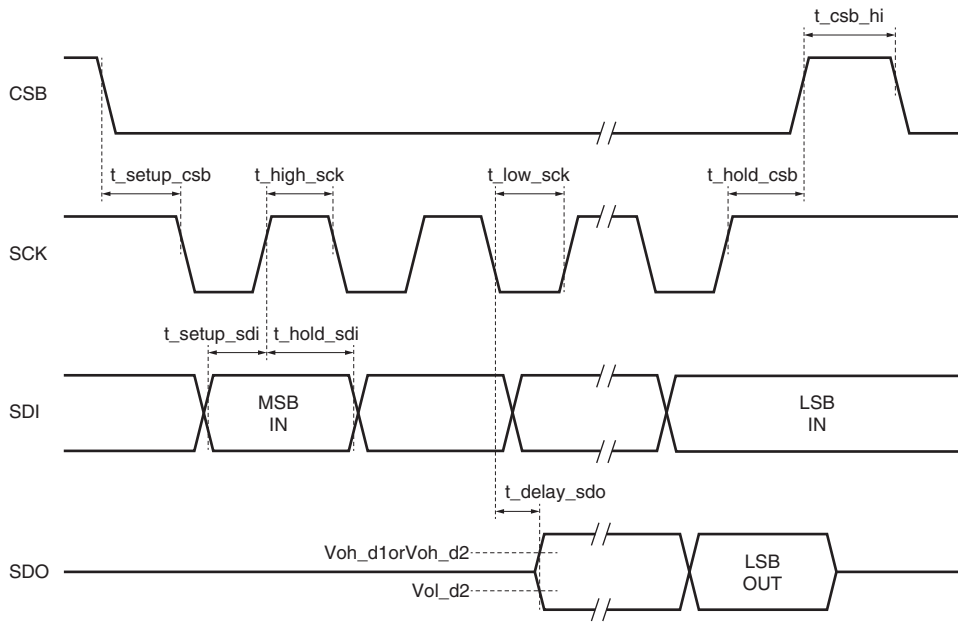 t_csb_hi
CSB
t_setup_csb
t_high_sck
t_low_sck
t_hold_csb
SCK
t_setup_sdi
t_hold_sdi
SDI
MSB
IN
LSB
IN
t_delay_sdo
Voh_d1orVoh_d2
SDO
Vol_d2
LSB
OUT